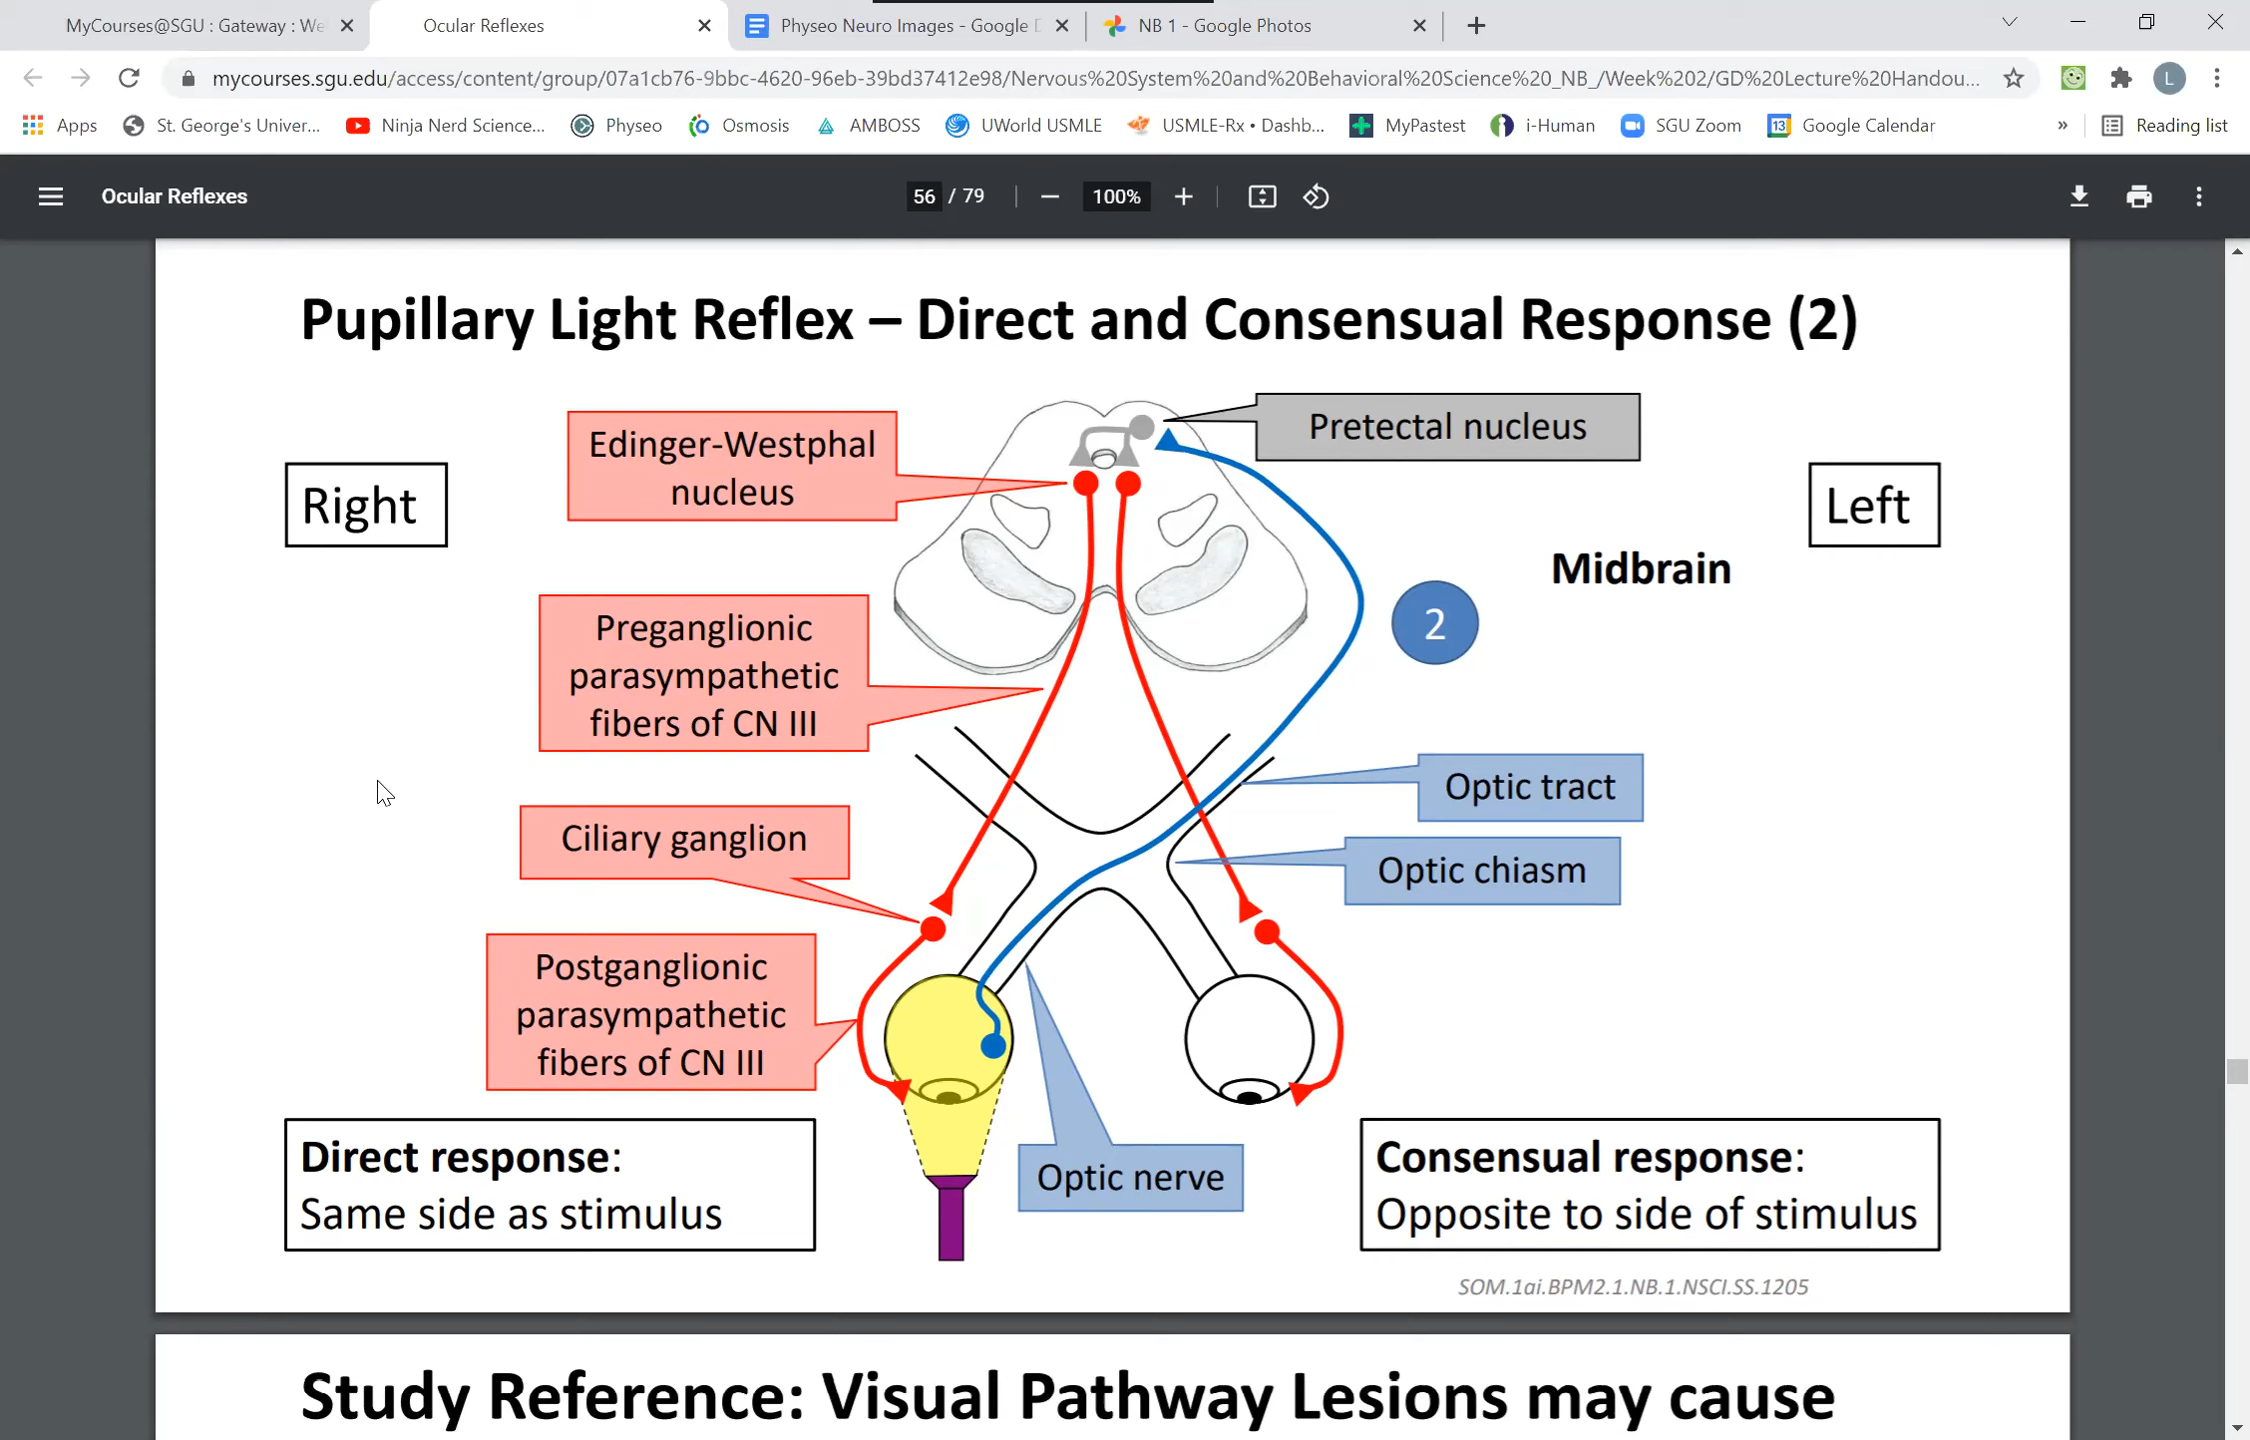 MyCourses@SGU : Gateway : We
Ocular Reflexes
Physeo Neuro Images - Google D
NB 1 - Google Photos
mycourses.sgu.edu/access/content/group/07a1cb76-9bbc-4620-96eb-39bd37412e98/Nervous%20System%20and%20Behavioral%20Science%20_NB_/Week%202/GD%20Lecture%20Handou...
L
Apps
St. George's Univer...
Ninja Nerd Science...
Physeo
Osmosis
AMBOSS
UWorld USMLE
USMLE-Rx • Dashb...
MyPastest
i-Human
SGU Zoom
13
Google Calendar
»
Reading list
Ocular Reflexes
56 / 79
100%
Pupillary Light Reflex – Direct and Consensual Response (2)
Edinger-Westphal
nucleus
Pretectal nucleus
Right
Left
Midbrain
2
Preganglionic
parasympathetic
fibers of CN III
Optic tract
Ciliary ganglion
Optic chiasm
Postganglionic
parasympathetic
fibers of CN III
Direct response:
Same side as stimulus
Optic nerve
Consensual response:
Opposite to side of stimulus
SOM.1ai.BPM2.1.NB.1.NSCI.SS.1205
Study Reference: Visual Pathway Lesions may cause